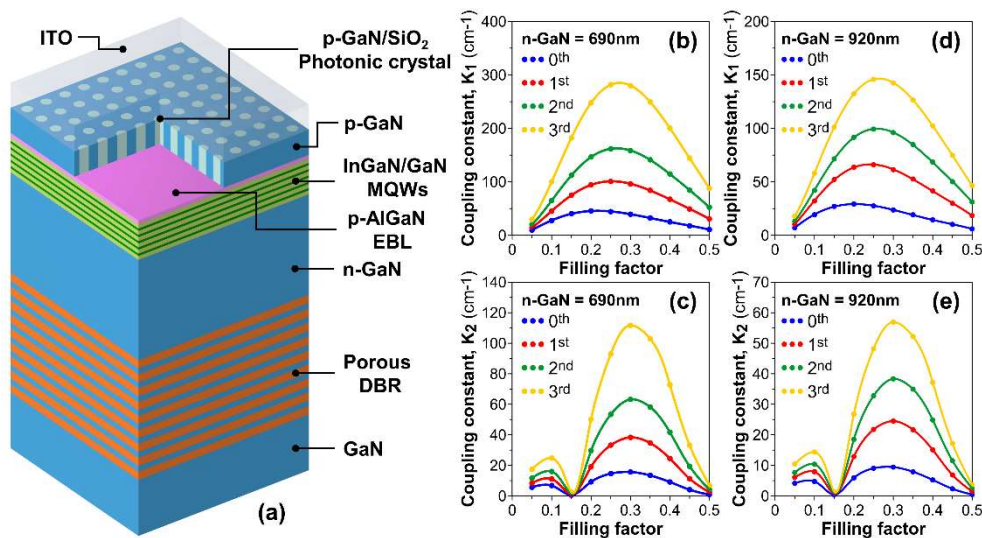 ITO
p-GaN/SiO2
Photonic crystal
p-GaN
InGaN/GaN
MQWs
p-AlGaN
EBL
n-GaN
Porous
DBR
GaN
(a)
n-GaN = 690nm
(b)
0th
1st
2nd
3rd
Coupling constant, K1 (cm-1)
400
300
200
100
0
0 0.1 0.2 0.3 0.4 0.5
Filling factor
n-GaN = 920nm
(d)
0th
1st
2nd
3rd
Coupling constant, K1 (cm-1)
200
150
100
50
0
0 0.1 0.2 0.3 0.4 0.5
Filling factor
n-GaN = 690nm
(c)
0th
1st
2nd
3rd
Coupling constant, K2 (cm-1)
140
120
100
80
60
40
20
0
0 0.1 0.2 0.3 0.4 0.5
Filling factor
n-GaN = 920nm
(e)
0th
1st
2nd
3rd
Coupling constant, K2 (cm-1)
70
60
50
40
30
20
10
0
0 0.1 0.2 0.3 0.4 0.5
Filling factor